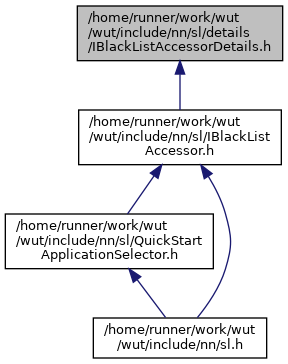 /home/runner/work/wut
/wut/include/nn/sl/details
/IBlackListAccessorDetails.h
/home/runner/work/wut
/wut/include/nn/sl/IBlackList
Accessor.h
/home/runner/work/wut
/wut/include/nn/sl/QuickStart
ApplicationSelector.h
/home/runner/work/wut
/wut/include/nn/sl.h